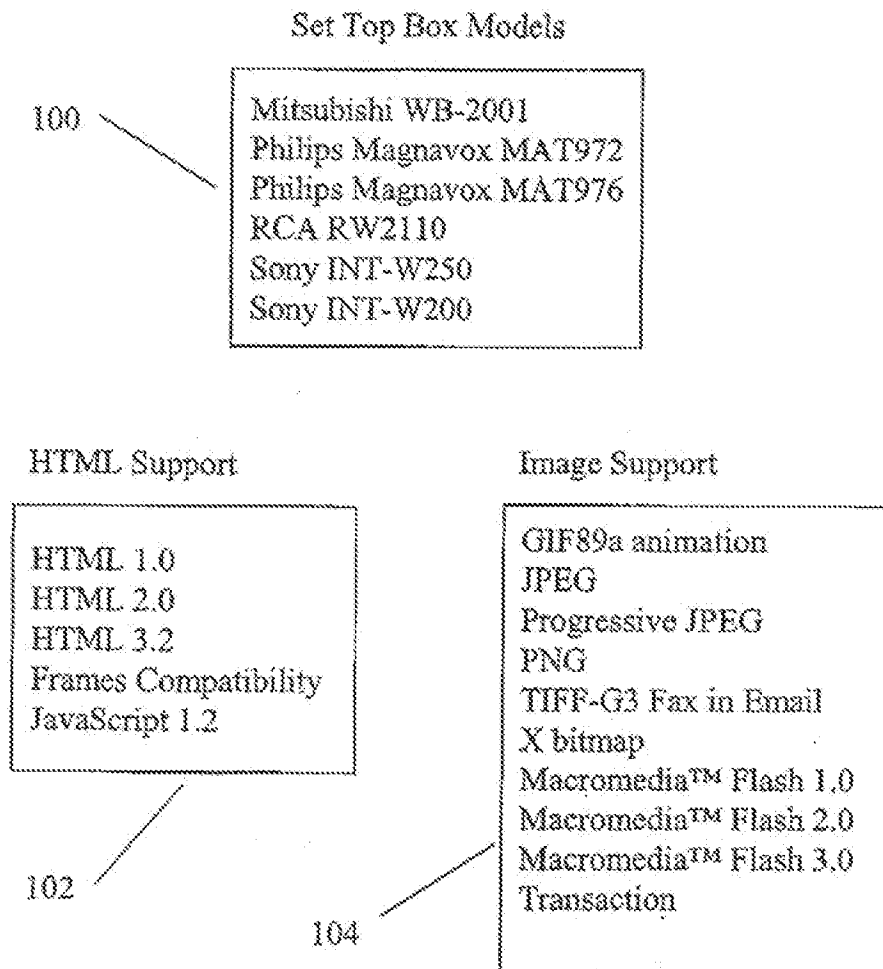 Set Top Box Models
100
Mitsubishi WB-2001
Philips Magnavox MAT972
Philips Magnavox MAT976
RCA RW2110
Sony INT-W250
Sony INT-W200
HTML Support
HTML 1.0
HTML 2.0
HTML 3.2
Frames Compatibility
JavaScript 1.2
102
Image Support
GIF89a animation
JPEG
Progressive JPEG
PNG
TIFF-G3 Fax in Email
X bitmap
Macromedia™ Flash 1.0
Macromedia™ Flash 2.0
Macromedia™ Flash 3.0
Transaction
104